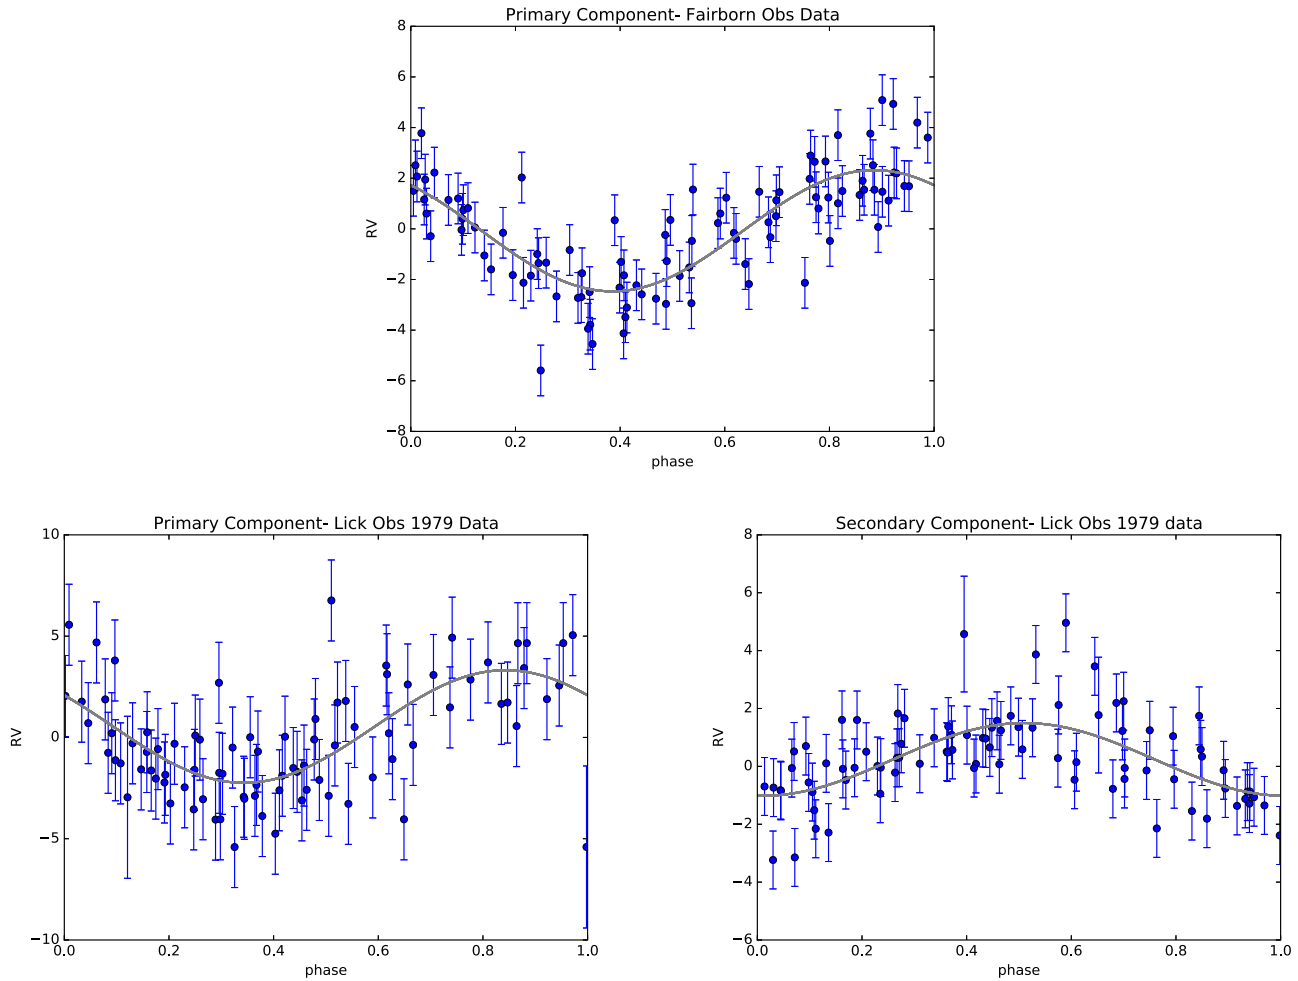 Primary Component- Fairborn Obs Data
8
6
4
2
0
−2
−4
−6
−8
RV
0.0 0.2 0.4 0.6 0.8 1.0
phase
Primary Component- Lick Obs 1979 Data
10
5
0
−5
−10
RV
0.0 0.2 0.4 0.6 0.8 1.0
phase
Secondary Component- Lick Obs 1979 data
8
6
4
2
0
−2
−4
−6
RV
0.0 0.2 0.4 0.6 0.8 1.0
phase